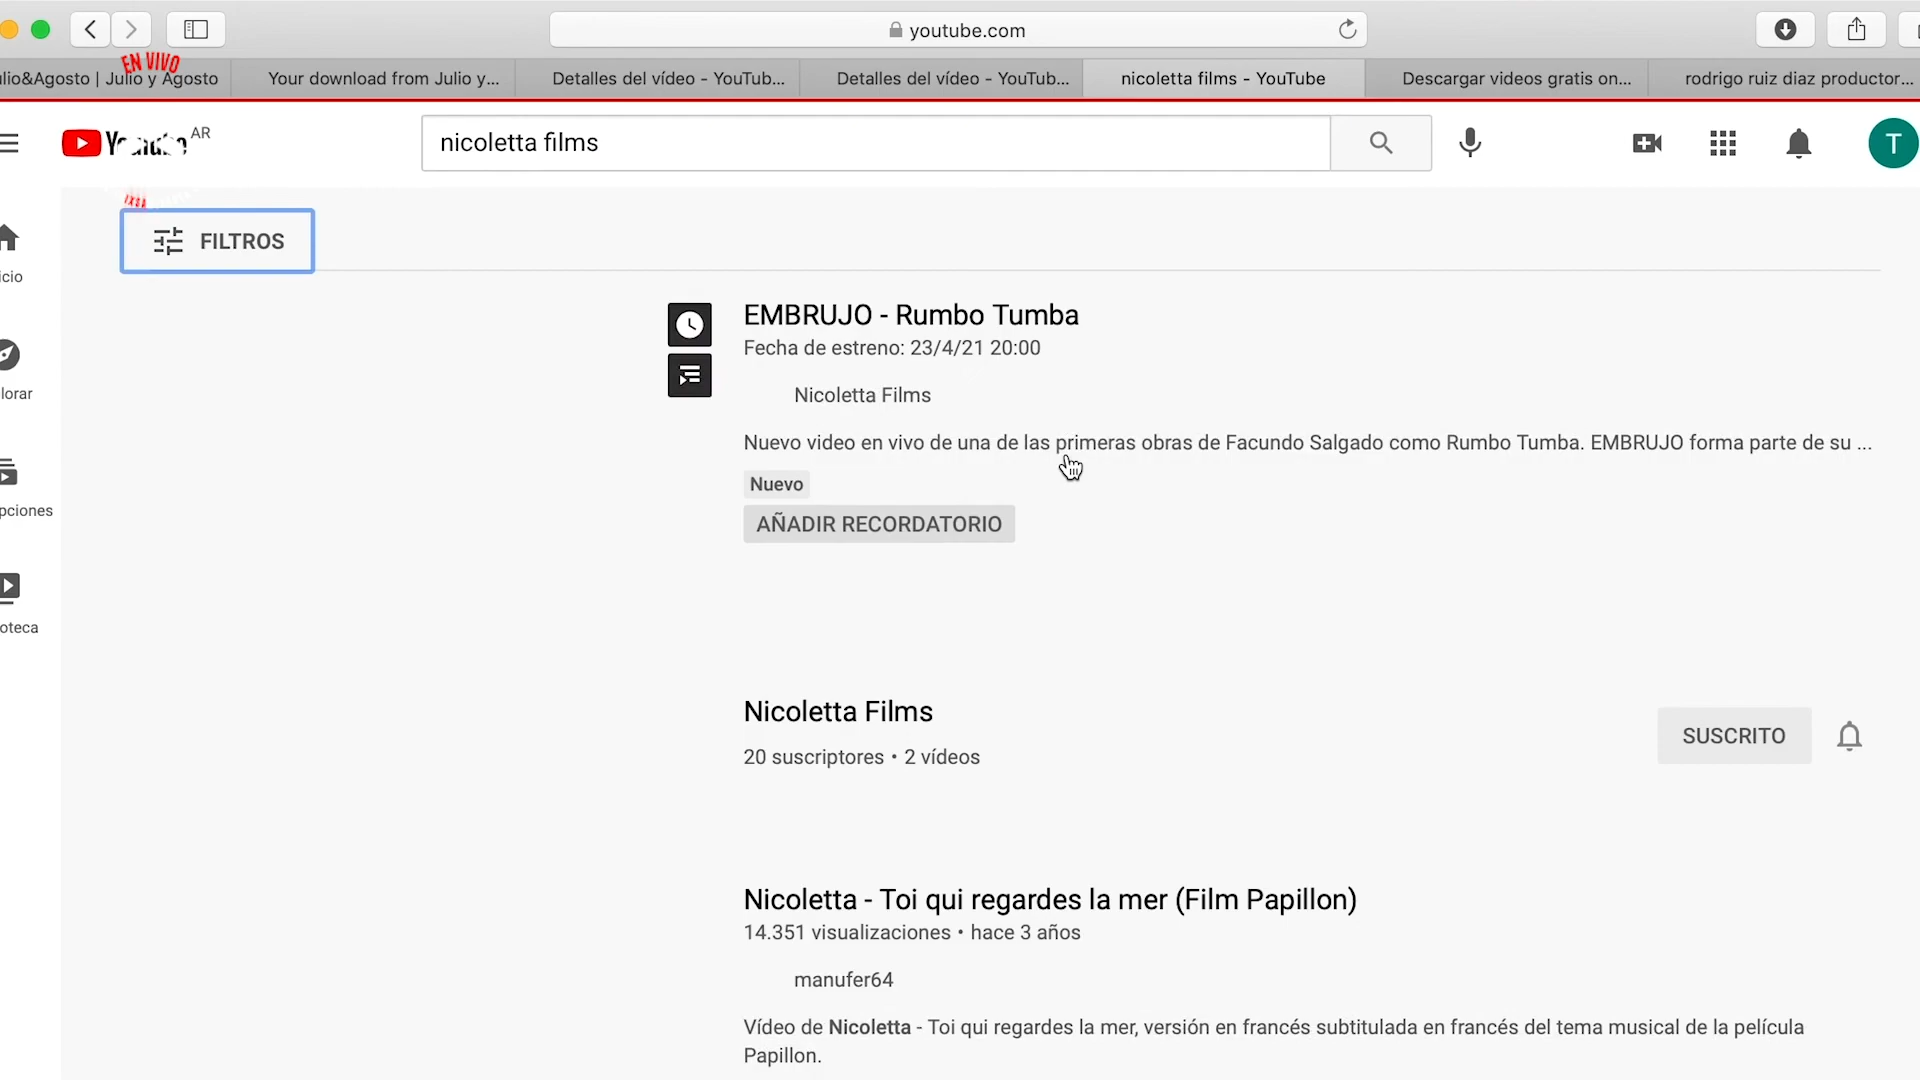 youtube.com
EN VIVO
lio&Agosto | Julio y Agosto
Your download from Julio y...
Detalles del vídeo - YouTub...
Detalles del vídeo - YouTub...
nicoletta films - YouTube
Descargar videos gratis on...
rodrigo ruiz diaz productor...
AR
nicoletta films
T
FILTROS
icio
lorar
pciones
oteca
EMBRUJO - Rumbo Tumba
Fecha de estreno: 23/4/21 20:00
Nicoletta Films
Nuevo video en vivo de una de las primeras obras de Facundo Salgado como Rumbo Tumba. EMBRUJO forma parte de su ...
Nuevo
AÑADIR RECORDATORIO
Nicoletta Films
20 suscriptores • 2 vídeos
SUSCRITO
Nicoletta - Toi qui regardes la mer (Film Papillon)
14.351 visualizaciones • hace 3 años
manufer64
Vídeo de Nicoletta - Toi qui regardes la mer, versión en francés subtitulada en francés del tema musical de la película
Papillon.